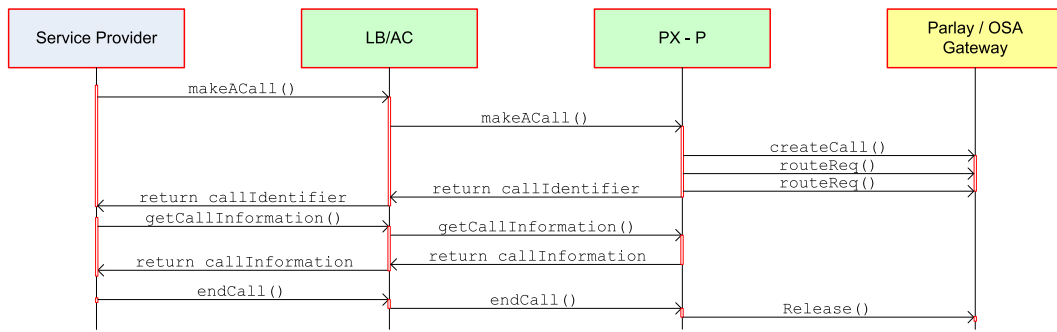 Service Provider
LB/AC
PX - P
Parlay / OSA
Gateway
makeACall()
makeACall()
createCall()
routeReq()
routeReq()
return callIdentifier
return callIdentifier
getCallInformation()
getCallInformation()
return callInformation
return callInformation
endCall()
endCall()
Release()